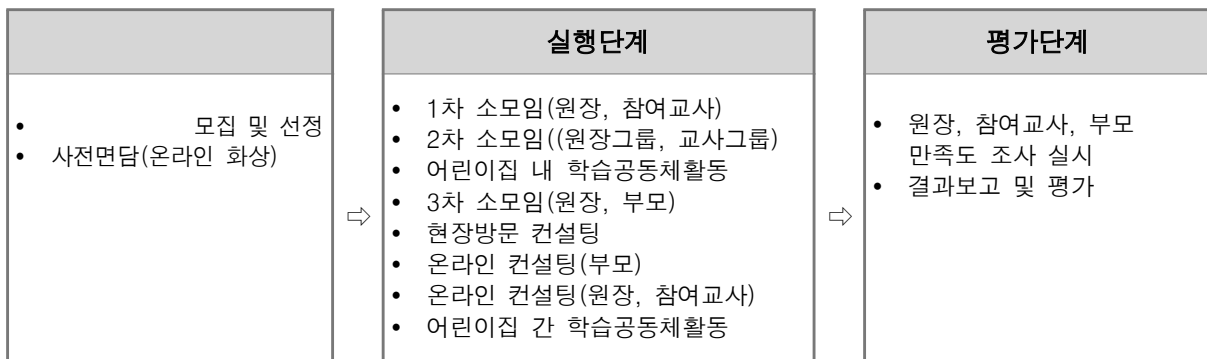 모집 및 선정
사전면담(온라인 화상)
실행단계
1차 소모임(원장, 참여교사)
2차 소모임((원장그룹, 교사그룹)
어린이집 내 학습공동체활동
3차 소모임(원장, 부모)
현장방문 컨설팅
온라인 컨설팅(부모)
온라인 컨설팅(원장, 참여교사)
어린이집 간 학습공동체활동
평가단계
원장, 참여교사, 부모
만족도 조사 실시
결과보고 및 평가